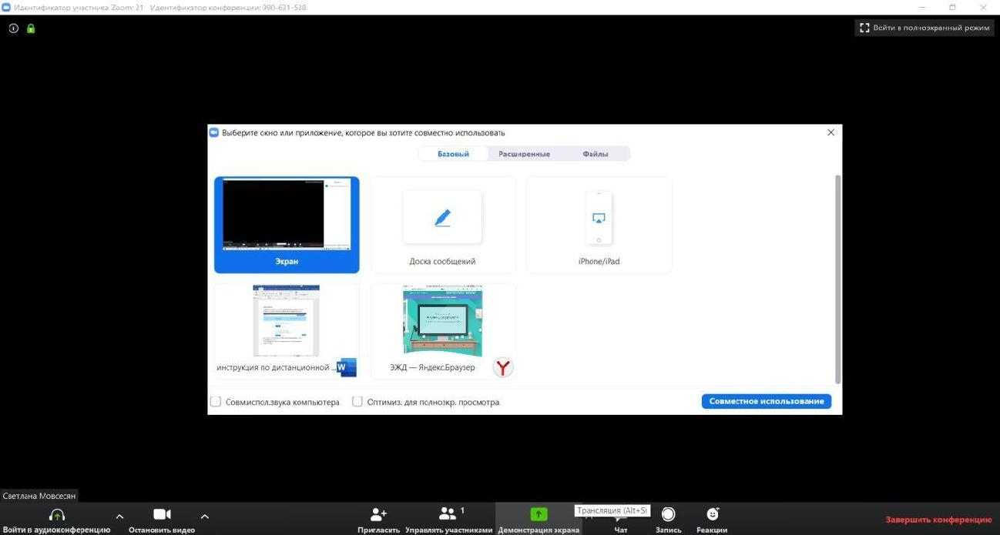 Идентификатор участника Zoom: 21 Идентификатор конференции: 990-631-538
Войти в полноэкранный режим
Выберите окно или приложение, которое вы хотите совместно использовать
Базовый Расширенные Файлы
Экран Доска сообщений iPhone/iPad
инструкция по дистанционной ... W ЭЖД — Яндекс.Браузер Y
Совм.испол.звука компьютера Оптимиз. для полноэкр. просмотра Совместное использование
Светлана Мовсесян
1 Трансляция (Alt+S)
Войти в аудиоконференцию Остановить видео Пригласить Управлять участниками Демонстрация экрана Чат Запись Реакции Завершить конференцию